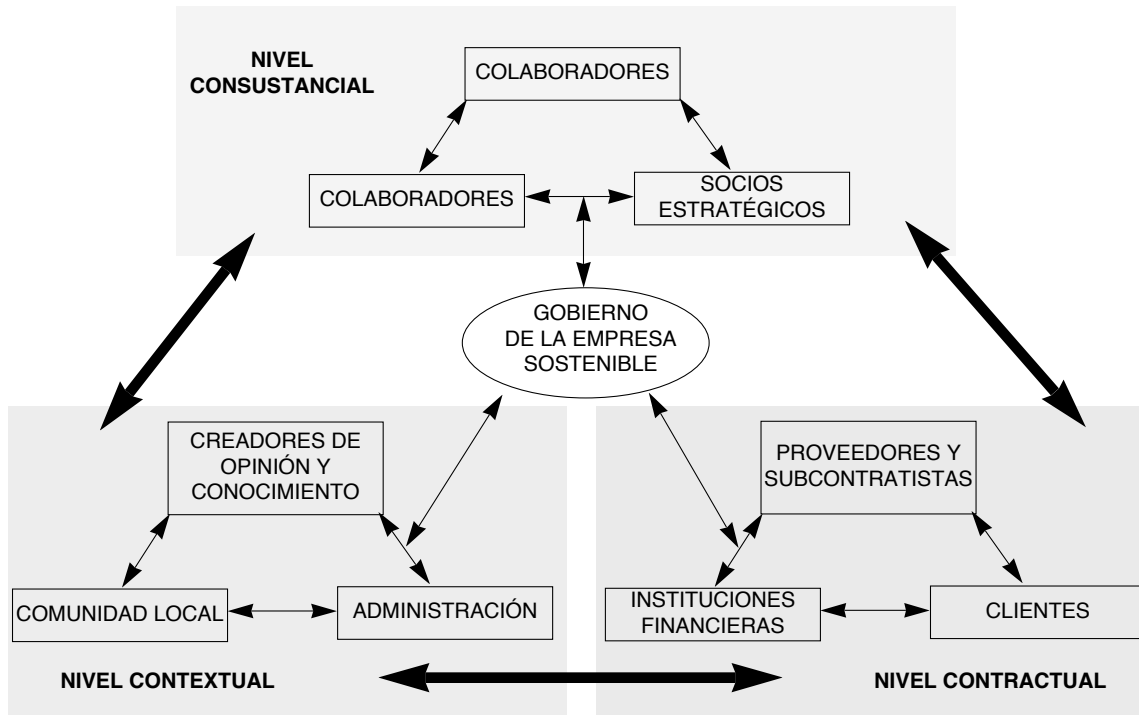 NIVEL
CONSUSTANCIAL
COLABORADORES
COLABORADORES
SOCIOS
ESTRATÉGICOS
GOBIERNO
DE LA EMPRESA
SOSTENIBLE
CREADORES DE
OPINIÓN Y
CONOCIMIENTO
COMUNIDAD LOCAL
ADMINISTRACIÓN
NIVEL CONTEXTUAL
PROVEEDORES Y
SUBCONTRATISTAS
INSTITUCIONES
FINANCIERAS
CLIENTES
NIVEL CONTRACTUAL